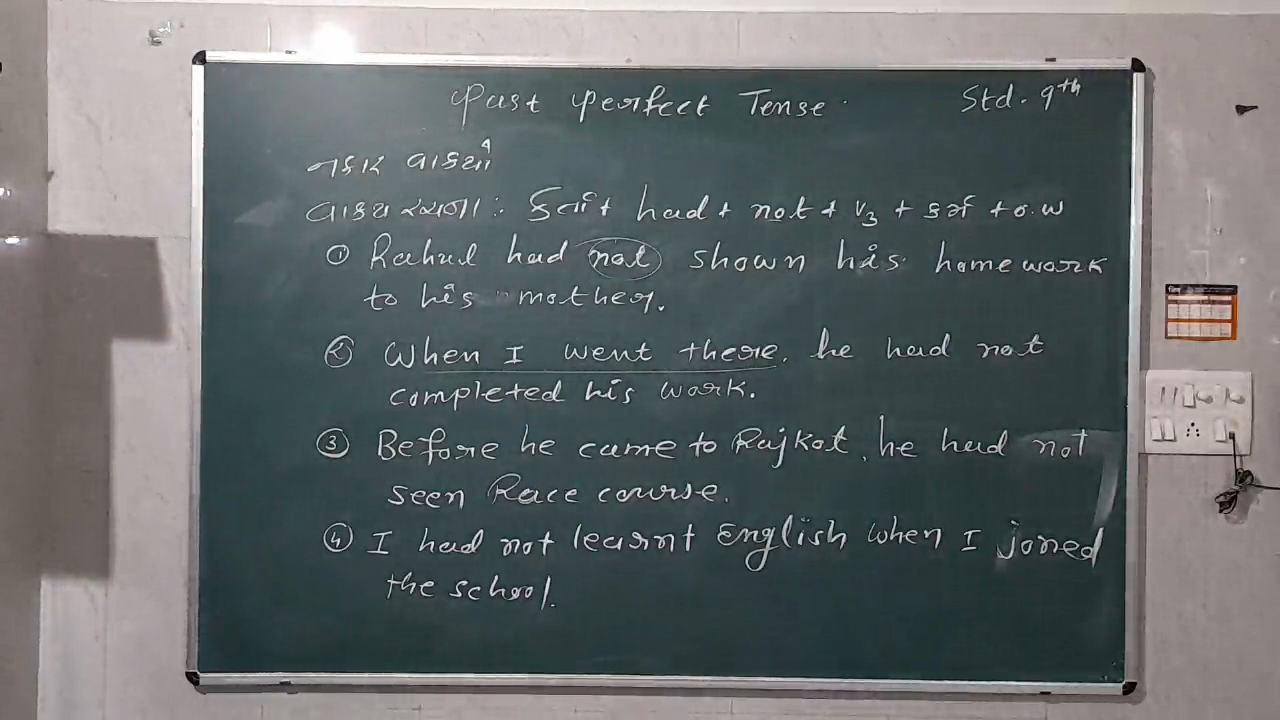 Past Perfect Tense. Std. 9th
નકાર વાક્યો
વાક્ય રચના: કર્તા + had + not + V3 + કર્મ + o.w
① Rahul had not shown his homework
to his mother.
② When I went there, he had not
completed his work.
③ Before he came to Rajkot, he had not
seen Race course.
④ I had not learnt English when I joned
the school.